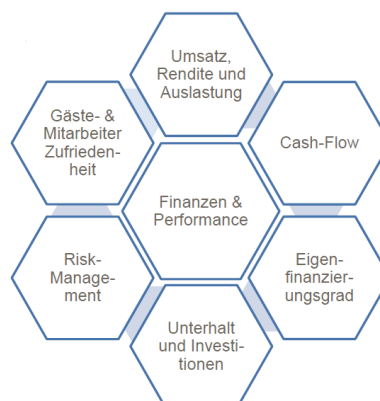 Umsatz,
Rendite und
Auslastung
Gäste- &
Mitarbeiter
Zufrieden-
heit
Cash-Flow
Finanzen &
Performance
Risk-
Manage-
ment
Eigen-
finanzier-
ungsgrad
Unterhalt
und Investi-
tionen